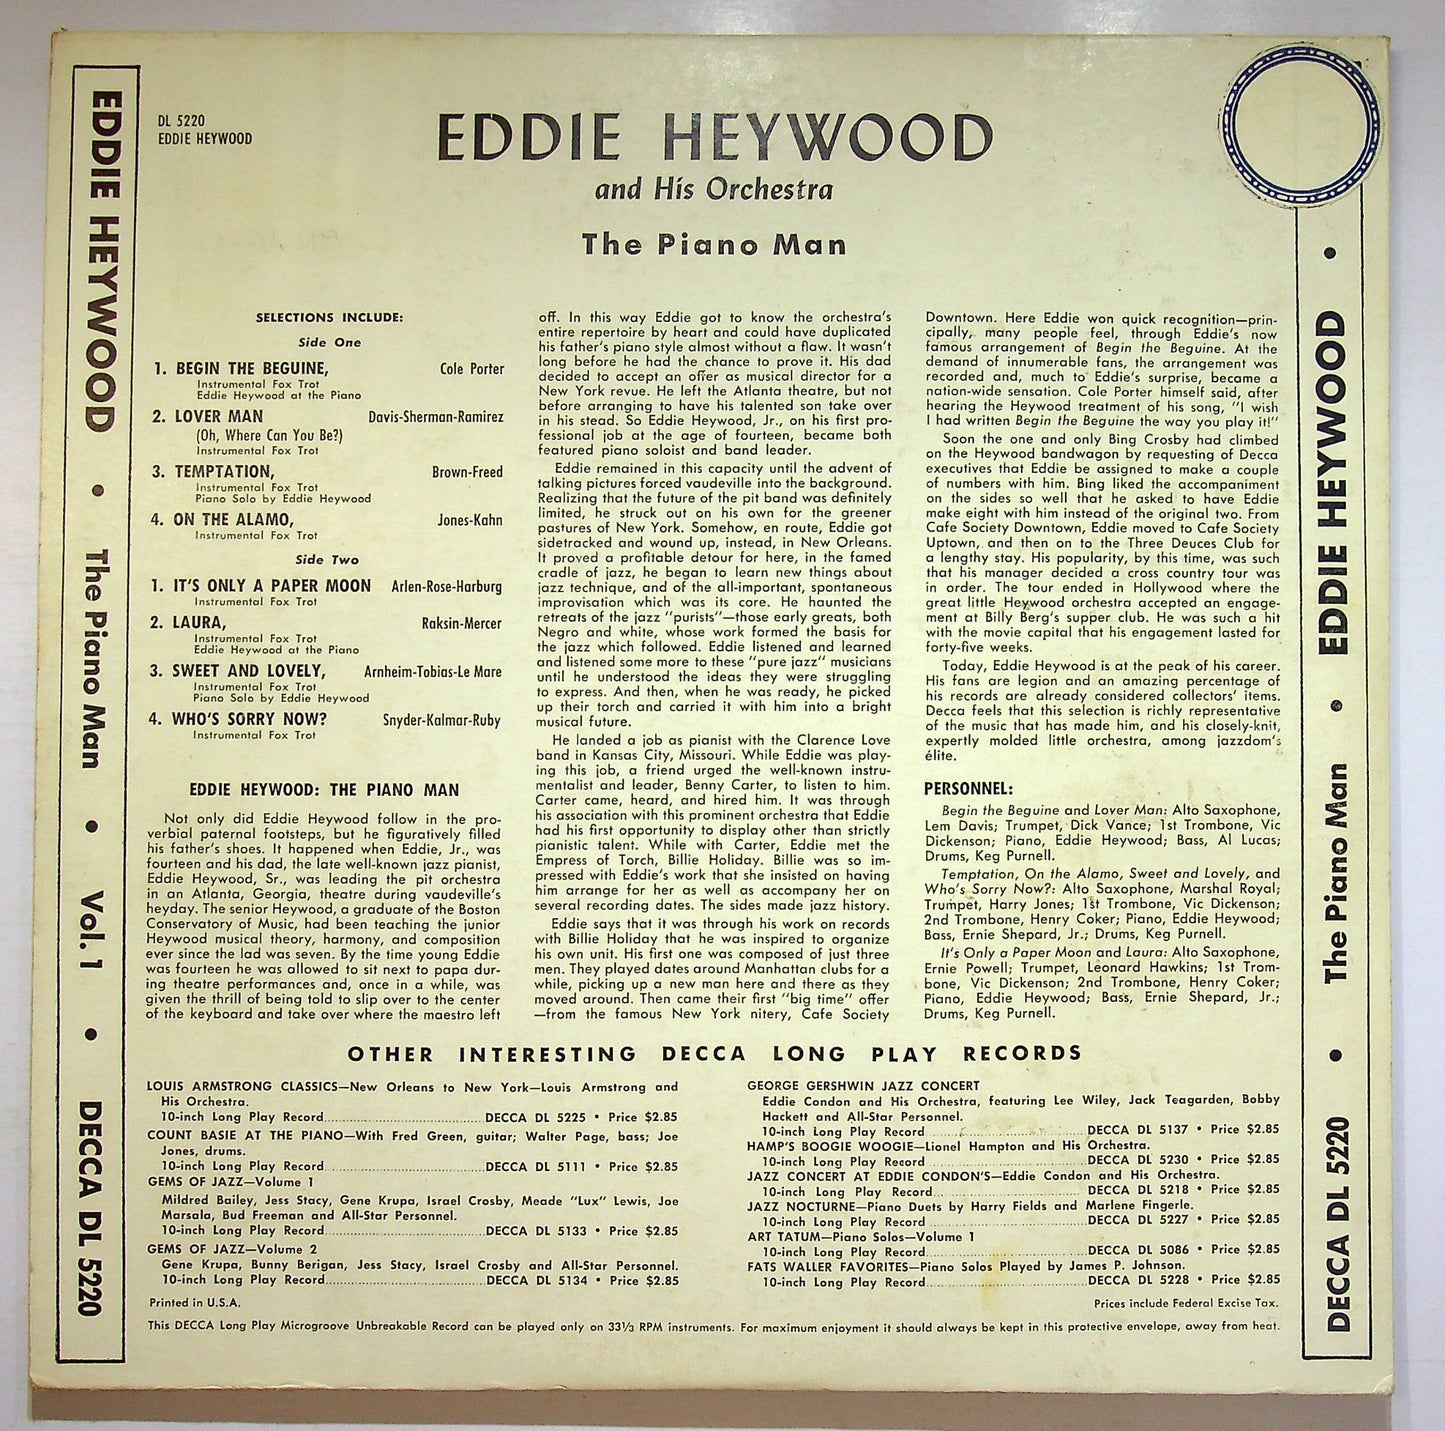 EDDIE HEYWOOD • The Piano Man • Vol. 1 • DECCA DL 5220
DL 5220
EDDIE HEYWOOD
EDDIE HEYWOOD
and His Orchestra
The Piano Man
SELECTIONS INCLUDE:
Side One
1. BEGIN THE BEGUINE, Cole Porter
Instrumental Fox Trot
Eddie Heywood at the Piano
2. LOVER MAN Davis-Sherman-Ramirez
(Oh, Where Can You Be?)
Instrumental Fox Trot
3. TEMPTATION, Brown-Freed
Instrumental Fox Trot
Piano Solo by Eddie Heywood
4. ON THE ALAMO, Jones-Kahn
Instrumental Fox Trot
Side Two
1. IT'S ONLY A PAPER MOON Arlen-Rose-Harburg
Instrumental Fox Trot
2. LAURA, Raksin-Mercer
Instrumental Fox Trot
Eddie Heywood at the Piano
3. SWEET AND LOVELY, Arnheim-Tobias-Le Mare
Instrumental Fox Trot
Piano Solo by Eddie Heywood
4. WHO'S SORRY NOW? Snyder-Kalmar-Ruby
Instrumental Fox Trot
EDDIE HEYWOOD: THE PIANO MAN
Not only did Eddie Heywood follow in the pro-
verbial paternal footsteps, but he figuratively filled
his father's shoes. It happened when Eddie, Jr., was
fourteen and his dad, the late well-known jazz pianist,
Eddie Heywood, Sr., was leading the pit orchestra
in an Atlanta, Georgia, theatre during vaudeville's
heyday. The senior Heywood, a graduate of the Boston
Conservatory of Music, had been teaching the junior
Heywood musical theory, harmony, and composition
ever since the lad was seven. By the time young Eddie
was fourteen he was allowed to sit next to papa dur-
ing theatre performances and, once in a while, was
given the thrill of being told to slip over to the center
of the keyboard and take over where the maestro left
off. In this way Eddie got to know the orchestra's
entire repertoire by heart and could have duplicated
his father's piano style almost without a flaw. It wasn't
long before he had the chance to prove it. His dad
decided to accept an offer as musical director for a
New York revue. He left the Atlanta theatre, but not
before arranging to have his talented son take over
in his stead. So Eddie Heywood, Jr., on his first pro-
fessional job at the age of fourteen, became both
featured piano soloist and band leader.
Eddie remained in this capacity until the advent of
talking pictures forced vaudeville into the background.
Realizing that the future of the pit band was definitely
limited, he struck out on his own for the greener
pastures of New York. Somehow, en route, Eddie got
sidetracked and wound up, instead, in New Orleans.
It proved a profitable detour for here, in the famed
cradle of jazz, he began to learn new things about
jazz technique, and of the all-important, spontaneous
improvisation which was its core. He haunted the
retreats of the jazz "purists"—those early greats, both
Negro and white, whose work formed the basis for
the jazz which followed. Eddie listened and learned
and listened some more to these "pure jazz" musicians
until he understood the ideas they were struggling
to express. And then, when he was ready, he picked
up their torch and carried it with him into a bright
musical future.
He landed a job as pianist with the Clarence Love
band in Kansas City, Missouri. While Eddie was play-
ing this job, a friend urged the well-known instru-
mentalist and leader, Benny Carter, to listen to him.
Carter came, heard, and hired him. It was through
his association with this prominent orchestra that Eddie
had his first opportunity to display other than strictly
pianistic talent. While with Carter, Eddie met the
Empress of Torch, Billie Holiday. Billie was so im-
pressed with Eddie's work that she insisted on having
him arrange for her as well as accompany her on
several recording dates. The sides made jazz history.
Eddie says that it was through his work on records
with Billie Holiday that he was inspired to organize
his own unit. His first one was composed of just three
men. They played dates around Manhattan clubs for a
while, picking up a new man here and there as they
moved around. Then came their first "big time" offer
—from the famous New York nitery, Cafe Society
Downtown. Here Eddie won quick recognition—prin-
cipally, many people feel, through Eddie's now
famous arrangement of Begin the Beguine. At the
demand of innumerable fans, the arrangement was
recorded and, much to Eddie's surprise, became a
nation-wide sensation. Cole Porter himself said, after
hearing the Heywood treatment of his song, "I wish
I had written Begin the Beguine the way you play it!"
Soon the one and only Bing Crosby had climbed
on the Heywood bandwagon by requesting of Decca
executives that Eddie be assigned to make a couple
of numbers with him. Bing liked the accompaniment
on the sides so well that he asked to have Eddie
make eight with him instead of the original two. From
Cafe Society Downtown, Eddie moved to Cafe Society
Uptown, and then on to the Three Deuces Club for
a lengthy stay. His popularity, by this time, was such
that his manager decided a cross country tour was
in order. The tour ended in Hollywood where the
great little Heywood orchestra accepted an engage-
ment at Billy Berg's supper club. He was such a hit
with the movie capital that his engagement lasted for
forty-five weeks.
Today, Eddie Heywood is at the peak of his career.
His fans are legion and an amazing percentage of
his records are already considered collectors' items.
Decca feels that this selection is richly representative
of the music that has made him, and his closely-knit,
expertly molded little orchestra, among jazzdom's
élite.
PERSONNEL:
Begin the Beguine and Lover Man: Alto Saxophone,
Lem Davis; Trumpet, Dick Vance; 1st Trombone, Vic
Dickenson; Piano, Eddie Heywood; Bass, Al Lucas;
Drums, Keg Purnell.
Temptation, On the Alamo, Sweet and Lovely, and
Who's Sorry Now?: Alto Saxophone, Marshal Royal;
Trumpet, Harry Jones; 1st Trombone, Vic Dickenson;
2nd Trombone, Henry Coker; Piano, Eddie Heywood;
Bass, Ernie Shepard, Jr.; Drums, Keg Purnell.
It's Only a Paper Moon and Laura: Alto Saxophone,
Ernie Powell; Trumpet, Leonard Hawkins; 1st Trom-
bone, Vic Dickenson; 2nd Trombone, Henry Coker;
Piano, Eddie Heywood; Bass, Ernie Shepard, Jr.;
Drums, Keg Purnell.
OTHER INTERESTING DECCA LONG PLAY RECORDS
LOUIS ARMSTRONG CLASSICS—New Orleans to New York—Louis Armstrong and
His Orchestra.
10-inch Long Play Record........DECCA DL 5225 • Price $2.85
COUNT BASIE AT THE PIANO—With Fred Green, guitar; Walter Page, bass; Joe
Jones, drums.
10-inch Long Play Record........DECCA DL 5111 • Price $2.85
GEMS OF JAZZ—Volume 1
Mildred Bailey, Jess Stacy, Gene Krupa, Israel Crosby, Meade "Lux" Lewis, Joe
Marsala, Bud Freeman and All-Star Personnel.
10-inch Long Play Record........DECCA DL 5133 • Price $2.85
GEMS OF JAZZ—Volume 2
Gene Krupa, Bunny Berigan, Jess Stacy, Israel Crosby and All-Star Personnel.
10-inch Long Play Record........DECCA DL 5134 • Price $2.85
GEORGE GERSHWIN JAZZ CONCERT
Eddie Condon and His Orchestra, featuring Lee Wiley, Jack Teagarden, Bobby
Hackett and All-Star Personnel.
10-inch Long Play Record........DECCA DL 5137 • Price $2.85
HAMP'S BOOGIE WOOGIE—Lionel Hampton and His Orchestra.
10-inch Long Play Record........DECCA DL 5230 • Price $2.85
JAZZ CONCERT AT EDDIE CONDON'S—Eddie Condon and His Orchestra.
10-inch Long Play Record........DECCA DL 5218 • Price $2.85
JAZZ NOCTURNE—Piano Duets by Harry Fields and Marlene Fingerle.
10-inch Long Play Record........DECCA DL 5227 • Price $2.85
ART TATUM—Piano Solos—Volume 1
10-inch Long Play Record........DECCA DL 5086 • Price $2.85
FATS WALLER FAVORITES—Piano Solos Played by James P. Johnson.
10-inch Long Play Record........DECCA DL 5228 • Price $2.85
Printed in U.S.A.
Prices include Federal Excise Tax.
This DECCA Long Play Microgroove Unbreakable Record can be played only on 33⅓ RPM instruments. For maximum enjoyment it should always be kept in this protective envelope, away from heat.
DECCA DL 5220 • The Piano Man • EDDIE HEYWOOD •